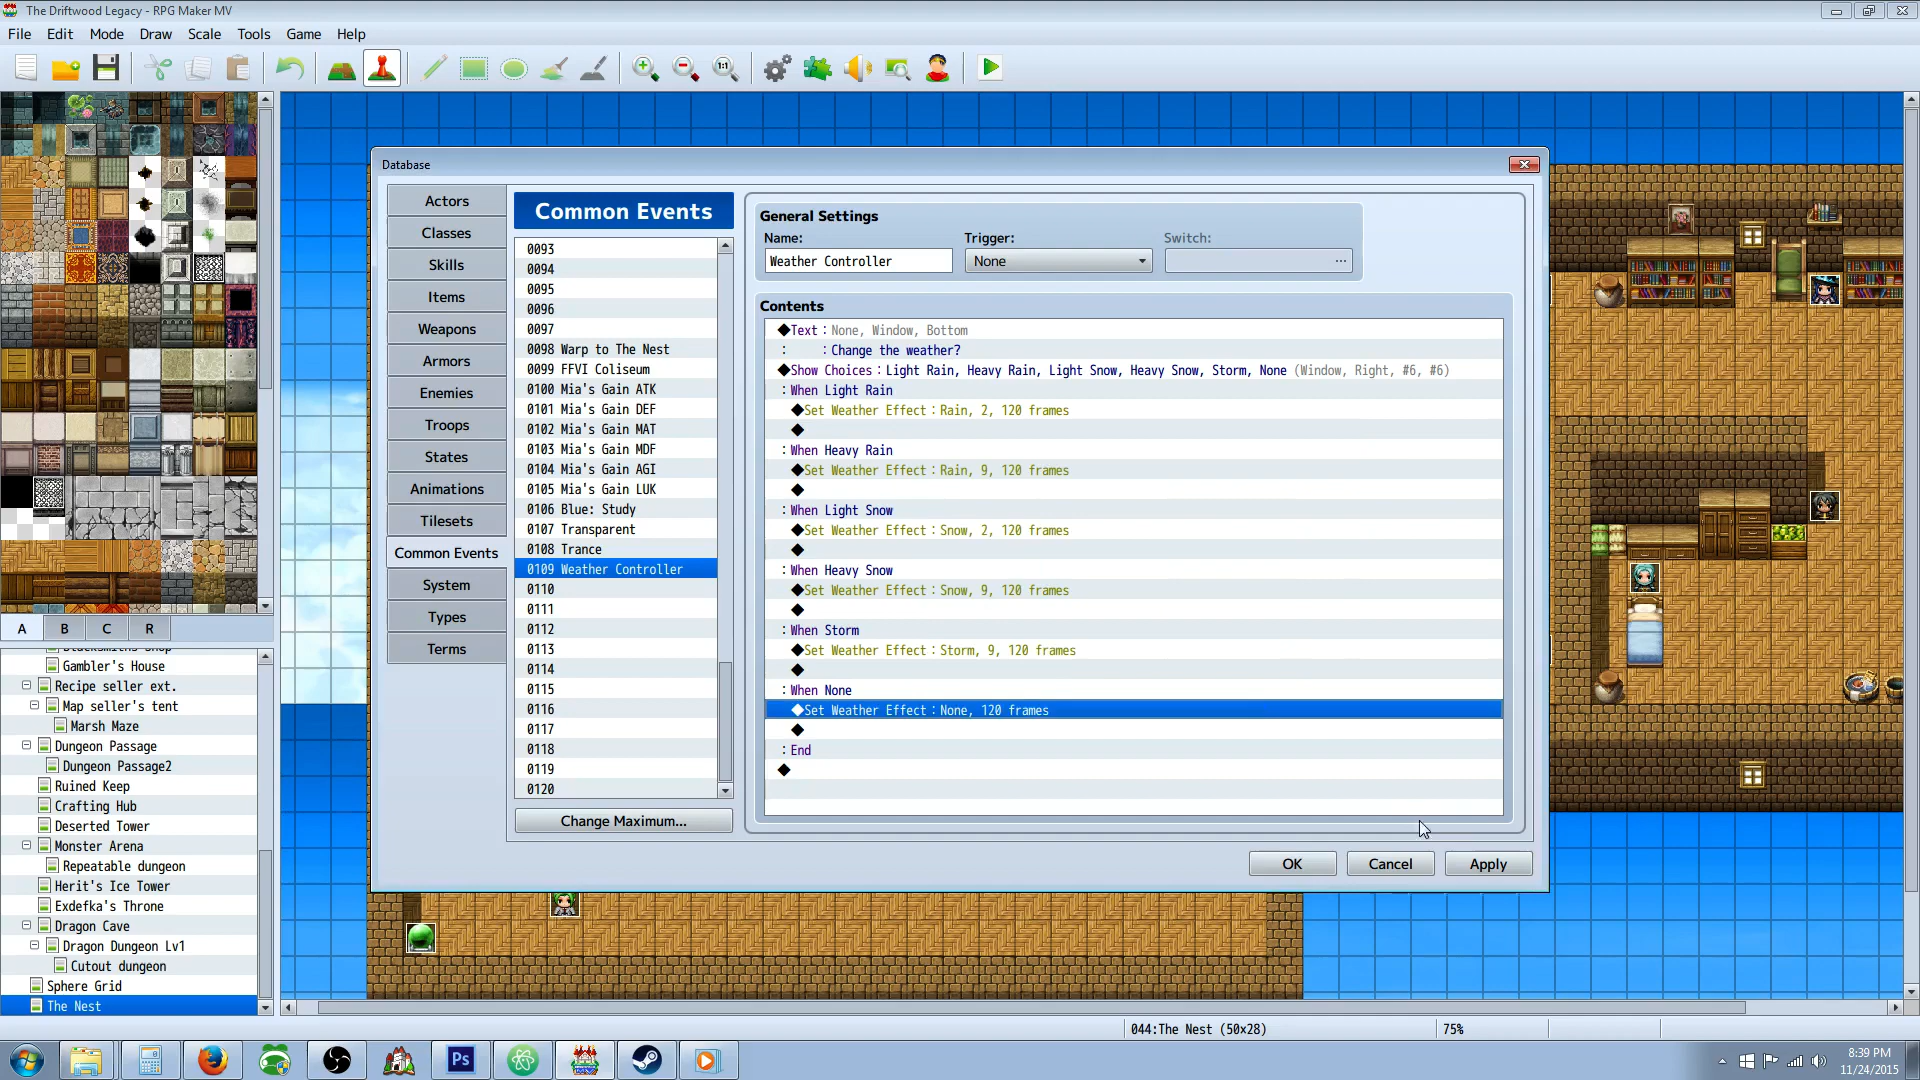 The Driftwood Legacy - RPG Maker MV
File Edit Mode Draw Scale Tools Game Help
1:1
Database
Actors
Classes
Skills
Items
Weapons
Armors
Enemies
Troops
States
Animations
Tilesets
Common Events
System
Types
Terms
Common Events
0093
0094
0095
0096
0097
0098 Warp to The Nest
0099 FFVI Coliseum
0100 Mia's Gain ATK
0101 Mia's Gain DEF
0102 Mia's Gain MAT
0103 Mia's Gain MDF
0104 Mia's Gain AGI
0105 Mia's Gain LUK
0106 Blue: Study
0107 Transparent
0108 Trance
0109 Weather Controller
0110
0111
0112
0113
0114
0115
0116
0117
0118
0119
0120
Change Maximum...
General Settings
Name: Trigger: Switch:
Weather Controller None ...
Contents
◆Text : None, Window, Bottom
: : Change the weather?
◆Show Choices : Light Rain, Heavy Rain, Light Snow, Heavy Snow, Storm, None (Window, Right, #6, #6)
: When Light Rain
◆Set Weather Effect : Rain, 2, 120 frames
◆
: When Heavy Rain
◆Set Weather Effect : Rain, 9, 120 frames
◆
: When Light Snow
◆Set Weather Effect : Snow, 2, 120 frames
◆
: When Heavy Snow
◆Set Weather Effect : Snow, 9, 120 frames
◆
: When Storm
◆Set Weather Effect : Storm, 9, 120 frames
◆
: When None
◆Set Weather Effect : None, 120 frames
◆
: End
◆
OK Cancel Apply
A B C R
Gambler's House
Recipe seller ext.
Map seller's tent
Marsh Maze
Dungeon Passage
Dungeon Passage2
Ruined Keep
Crafting Hub
Deserted Tower
Monster Arena
Repeatable dungeon
Herit's Ice Tower
Exdefka's Throne
Dragon Cave
Dragon Dungeon Lv1
Cutout dungeon
Sphere Grid
The Nest
044:The Nest (50x28) 75%
Ps
8:39 PM
11/24/2015